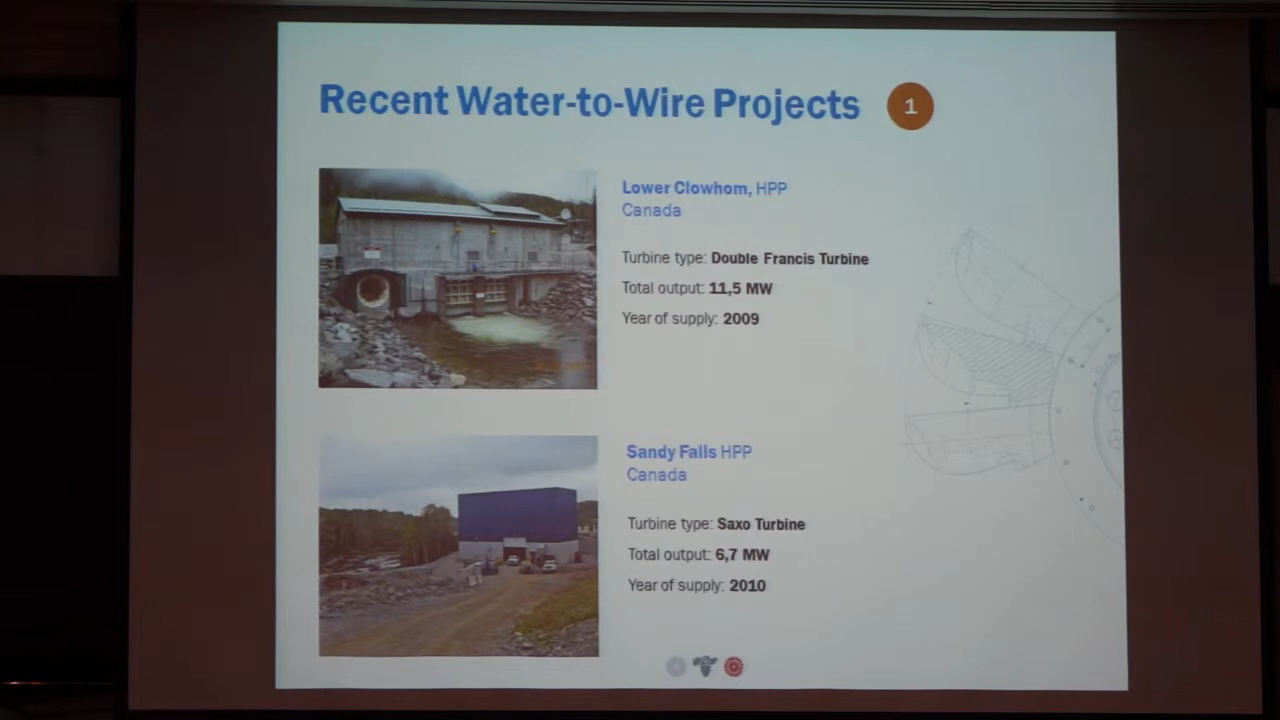 Recent Water-to-Wire Projects
1
Lower Clowhom, HPP
Canada
Turbine type: Double Francis Turbine
Total output: 11,5 MW
Year of supply: 2009
Sandy Falls HPP
Canada
Turbine type: Saxo Turbine
Total output: 6,7 MW
Year of supply: 2010